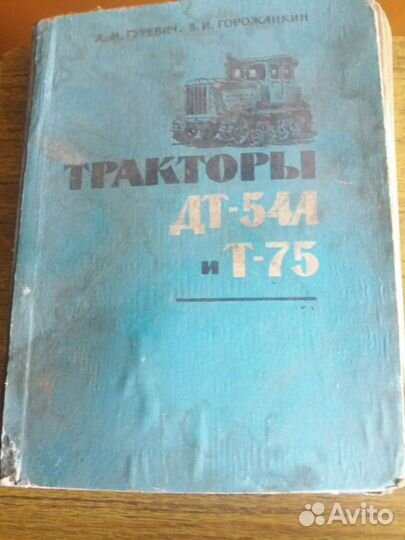 А. М. ГУРЕВИЧ, В. И. ГОРОЖАНКИН
ТРАКТОРЫ
ДТ-54А
и Т-75
Avito